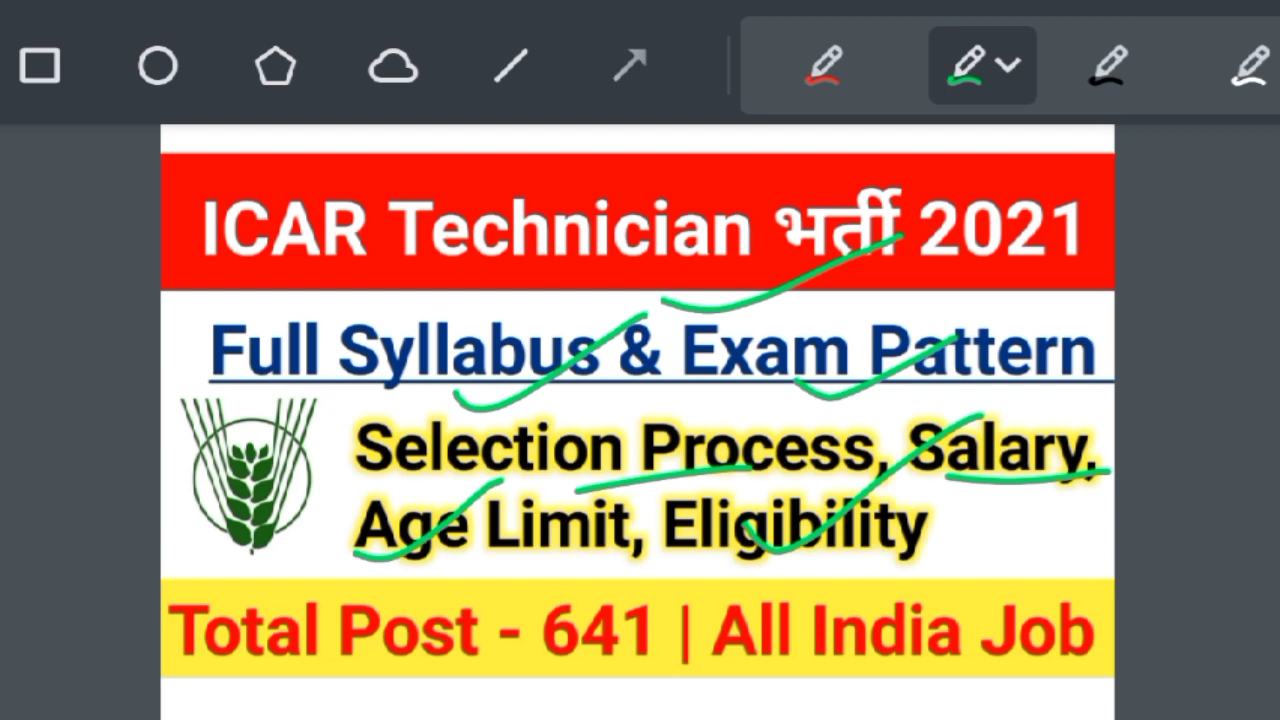 ICAR Technician भर्ती 2021
Full Syllabus & Exam Pattern
Selection Process, Salary,
Age Limit, Eligibility
Total Post - 641 | All India Job